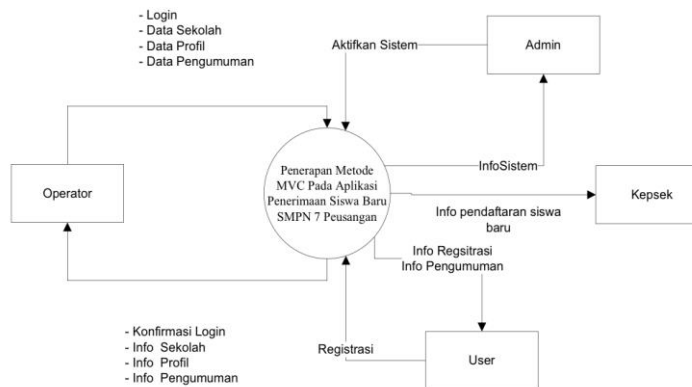 - Login
- Data Sekolah
- Data Profil
- Data Pengumuman
Aktifkan Sistem
Admin
Operator
Penerapan Metode
MVC Pada Aplikasi
Penerimaan Siswa Baru
SMPN 7 Peusangan
InfoSistem
Kepsek
Info pendaftaran siswa
baru
Info Regsitrasi
Info Pengumuman
- Konfirmasi Login
- Info Sekolah
- Info Profil
- Info Pengumuman
Registrasi
User